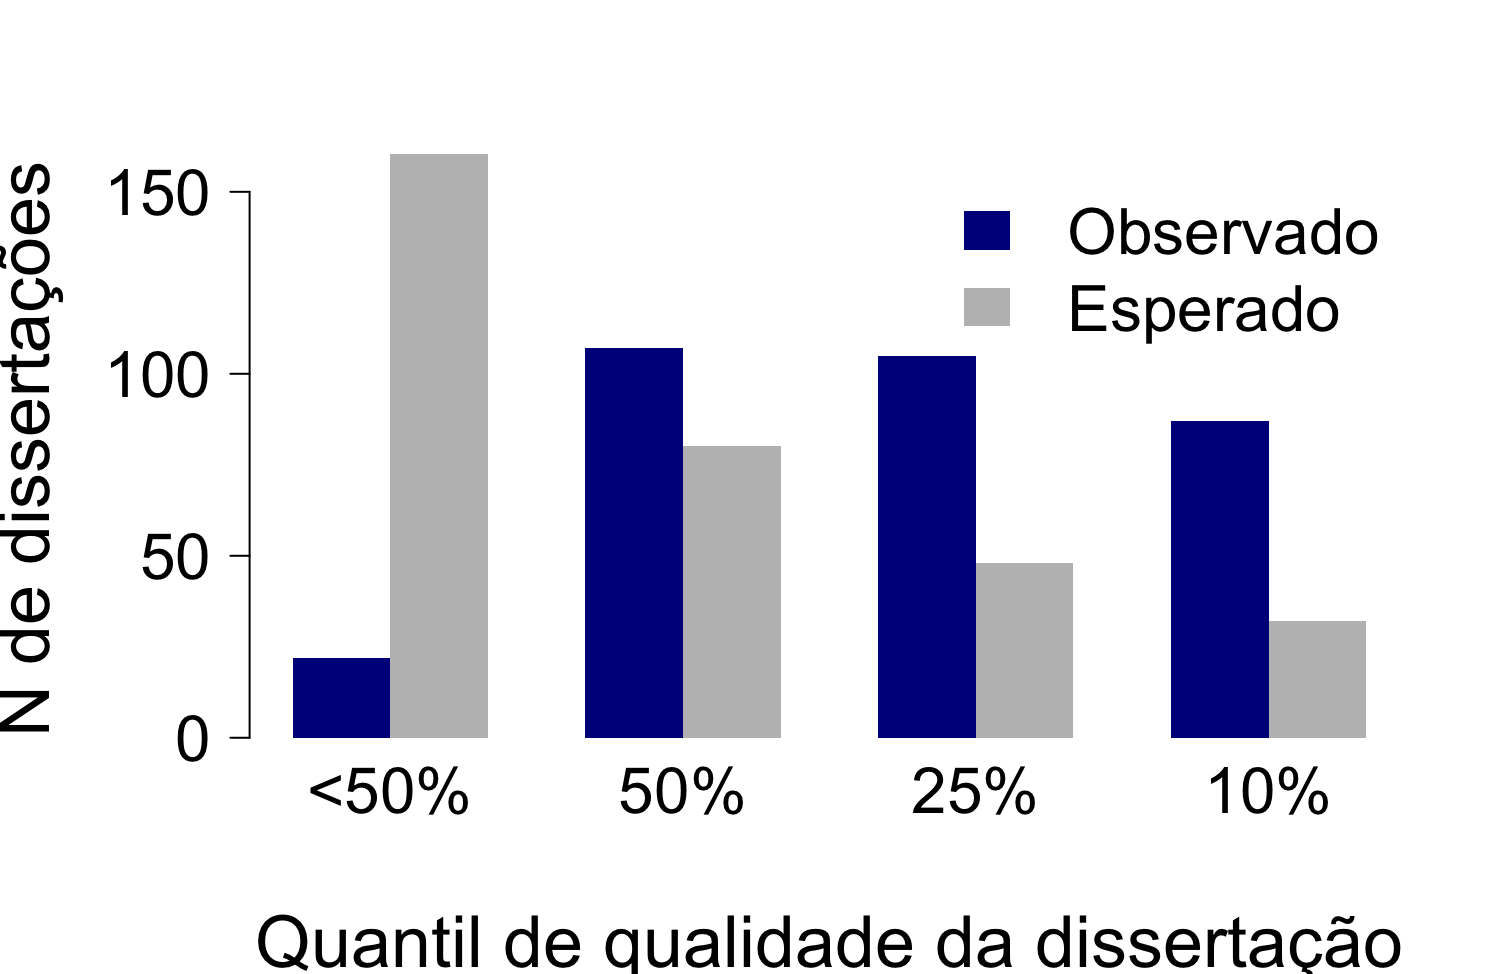 N de dissertações
150
100
50
0
Observado
Esperado
<50%
50%
25%
10%
Quantil de qualidade da dissertação